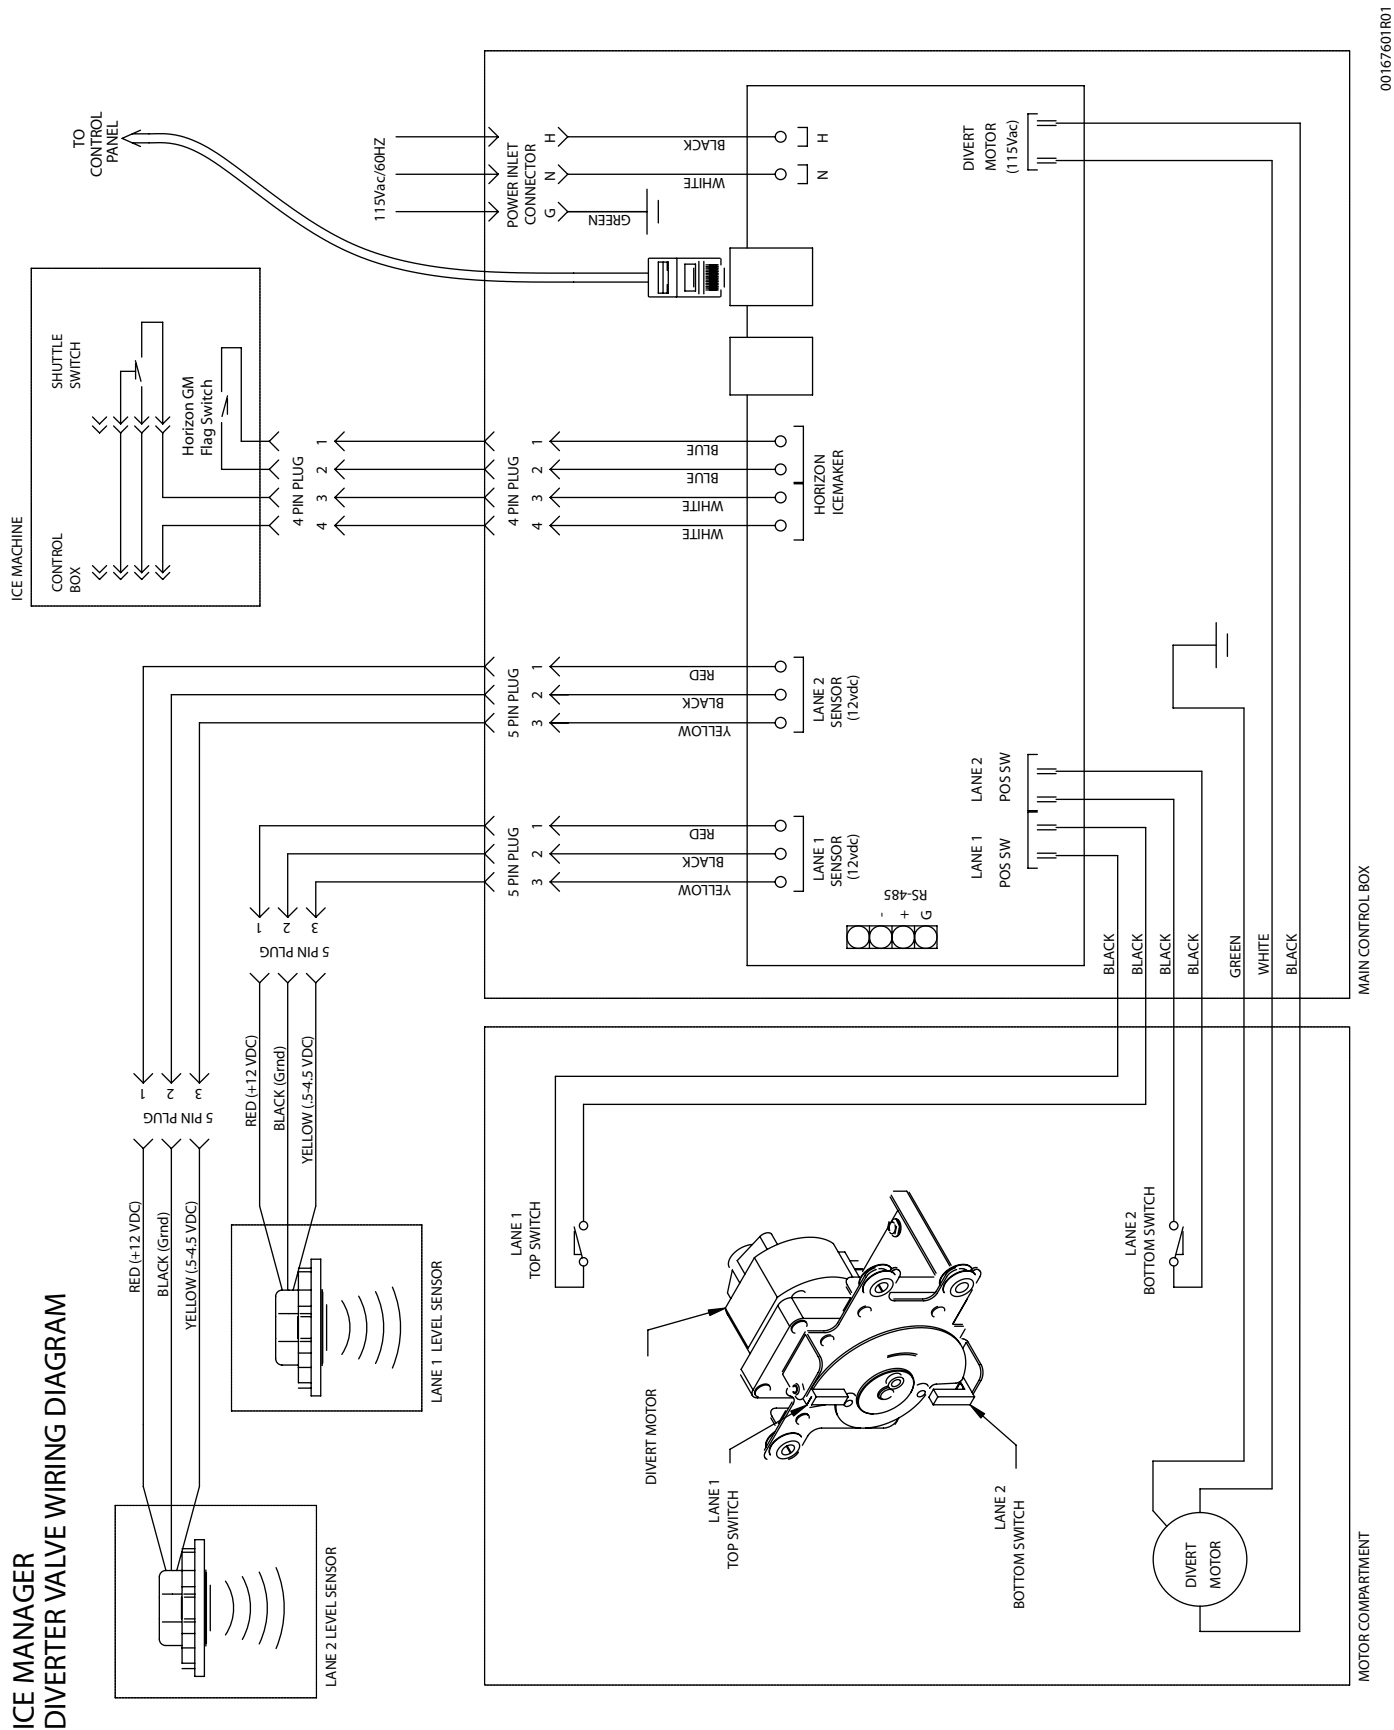 ICE MANAGER
DIVERTER VALVE WIRING DIAGRAM
LANE 2 LEVEL SENSOR
RED (+12 VDC)
BLACK (Grnd)
YELLOW (.5-4.5 VDC)
5 PIN PLUG
1
2
3
LANE 1 LEVEL SENSOR
RED (+12 VDC)
BLACK (Grnd)
YELLOW (.5-4.5 VDC)
5 PIN PLUG
1
2
3
ICE MACHINE
CONTROL
BOX
SHUTTLE
SWITCH
Horizon GM
Flag Switch
4 PIN PLUG
4
3
2
1
TO
CONTROL
PANEL
115Vac/60HZ
POWER INLET
CONNECTOR
G
N
H
GREEN
WHITE
BLACK
N
H
5 PIN PLUG
3
2
1
YELLOW
BLACK
RED
LANE 1
SENSOR
(12vdc)
5 PIN PLUG
3
2
1
YELLOW
BLACK
RED
LANE 2
SENSOR
(12vdc)
4 PIN PLUG
4
3
2
1
WHITE
WHITE
BLUE
BLUE
HORIZON
ICEMAKER
RS-485
-
+
G
LANE 1
POS SW
LANE 2
POS SW
DIVERT
MOTOR
(115Vac)
BLACK
BLACK
BLACK
BLACK
GREEN
WHITE
BLACK
MAIN CONTROL BOX
LANE 1
TOP SWITCH
DIVERT MOTOR
LANE 1
TOP SWITCH
LANE 2
BOTTOM SWITCH
LANE 2
BOTTOM SWITCH
DIVERT
MOTOR
MOTOR COMPARTMENT
00167601R01